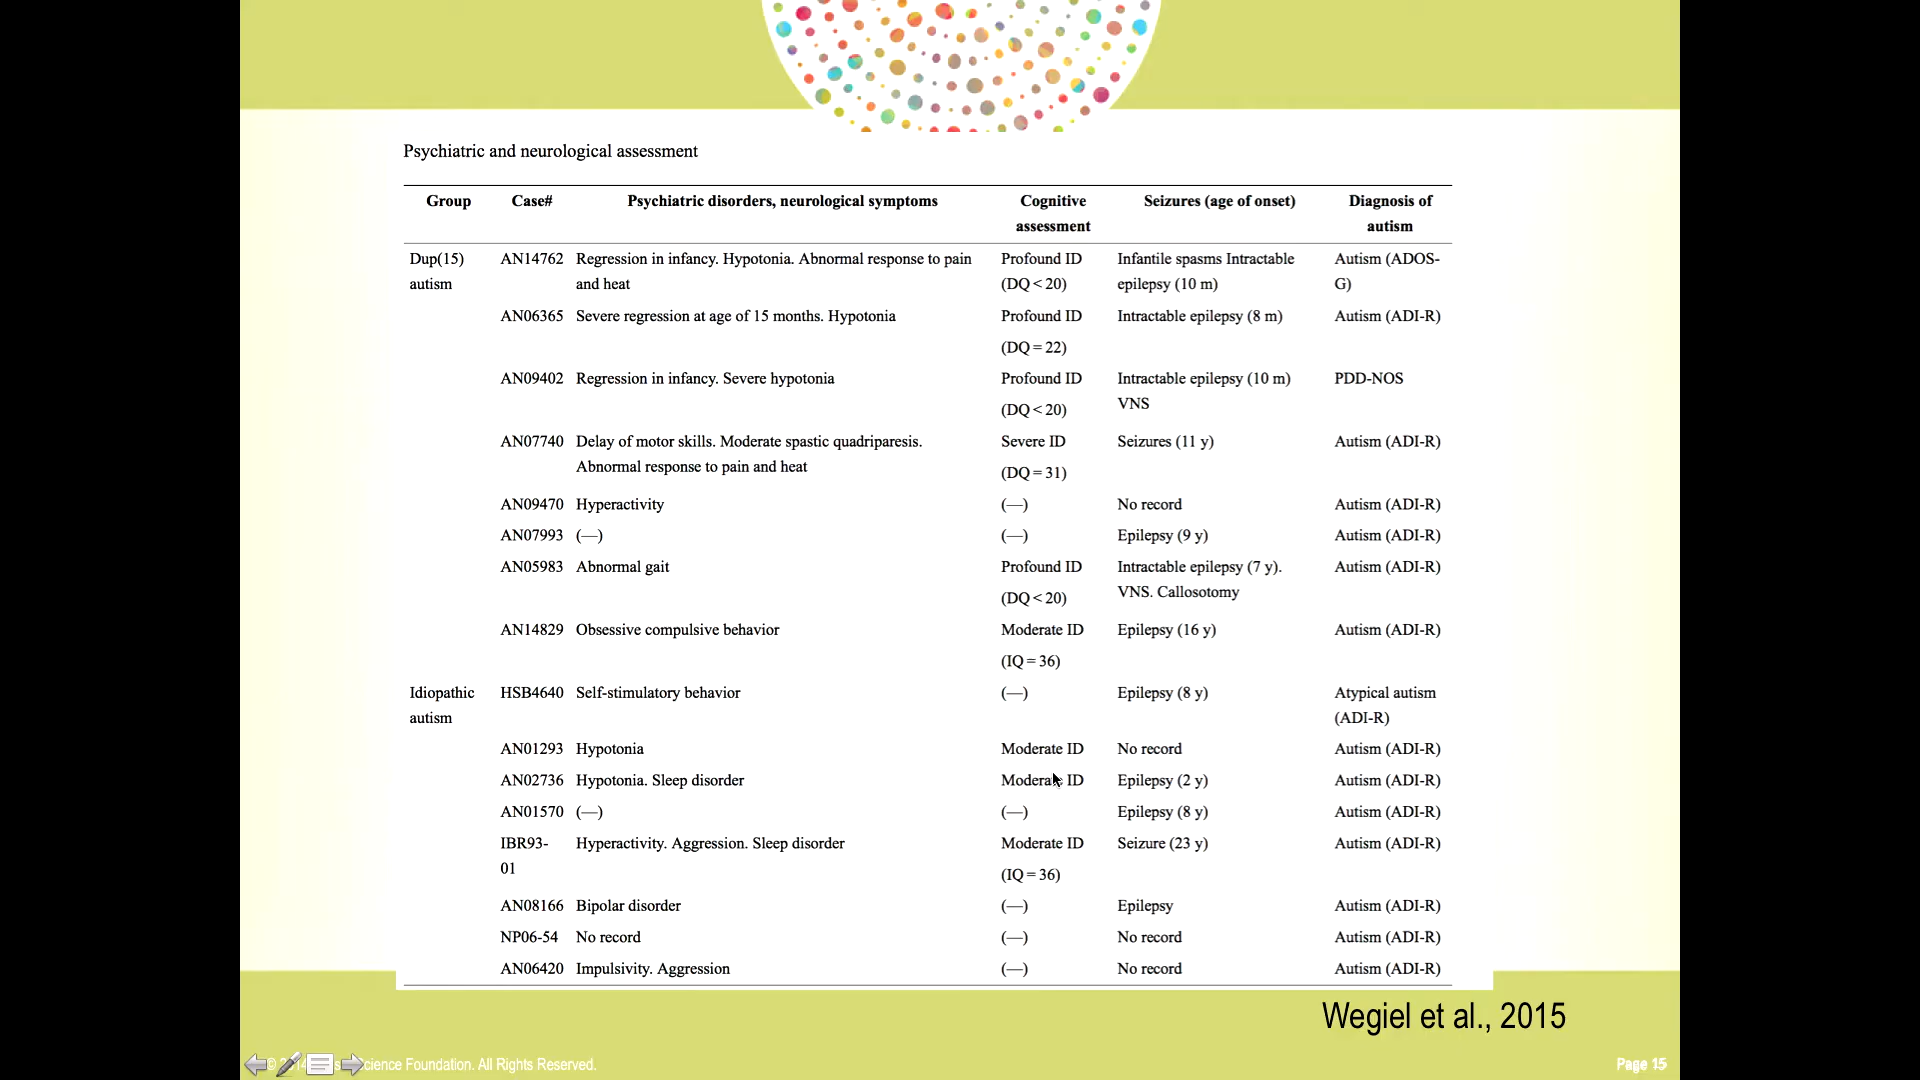 Psychiatric and neurological assessment
Group Case# Psychiatric disorders, neurological symptoms Cognitive assessment Seizures (age of onset) Diagnosis of autism
Dup(15) autism AN14762 Regression in infancy. Hypotonia. Abnormal response to pain and heat Profound ID (DQ < 20) Infantile spasms Intractable epilepsy (10 m) Autism (ADOS-G)
AN06365 Severe regression at age of 15 months. Hypotonia Profound ID (DQ = 22) Intractable epilepsy (8 m) Autism (ADI-R)
AN09402 Regression in infancy. Severe hypotonia Profound ID (DQ < 20) Intractable epilepsy (10 m) VNS PDD-NOS
AN07740 Delay of motor skills. Moderate spastic quadriparesis. Abnormal response to pain and heat Severe ID (DQ = 31) Seizures (11 y) Autism (ADI-R)
AN09470 Hyperactivity (—) No record Autism (ADI-R)
AN07993 (—) (—) Epilepsy (9 y) Autism (ADI-R)
AN05983 Abnormal gait Profound ID (DQ < 20) Intractable epilepsy (7 y). VNS. Callosotomy Autism (ADI-R)
AN14829 Obsessive compulsive behavior Moderate ID (IQ = 36) Epilepsy (16 y) Autism (ADI-R)
Idiopathic autism HSB4640 Self-stimulatory behavior (—) Epilepsy (8 y) Atypical autism (ADI-R)
AN01293 Hypotonia Moderate ID No record Autism (ADI-R)
AN02736 Hypotonia. Sleep disorder Moderate ID Epilepsy (2 y) Autism (ADI-R)
AN01570 (—) (—) Epilepsy (8 y) Autism (ADI-R)
IBR93-01 Hyperactivity. Aggression. Sleep disorder Moderate ID (IQ = 36) Seizure (23 y) Autism (ADI-R)
AN08166 Bipolar disorder (—) Epilepsy Autism (ADI-R)
NP06-54 No record (—) No record Autism (ADI-R)
AN06420 Impulsivity. Aggression (—) No record Autism (ADI-R)
Wegiel et al., 2015
Foundation. All Rights Reserved.
Page 15